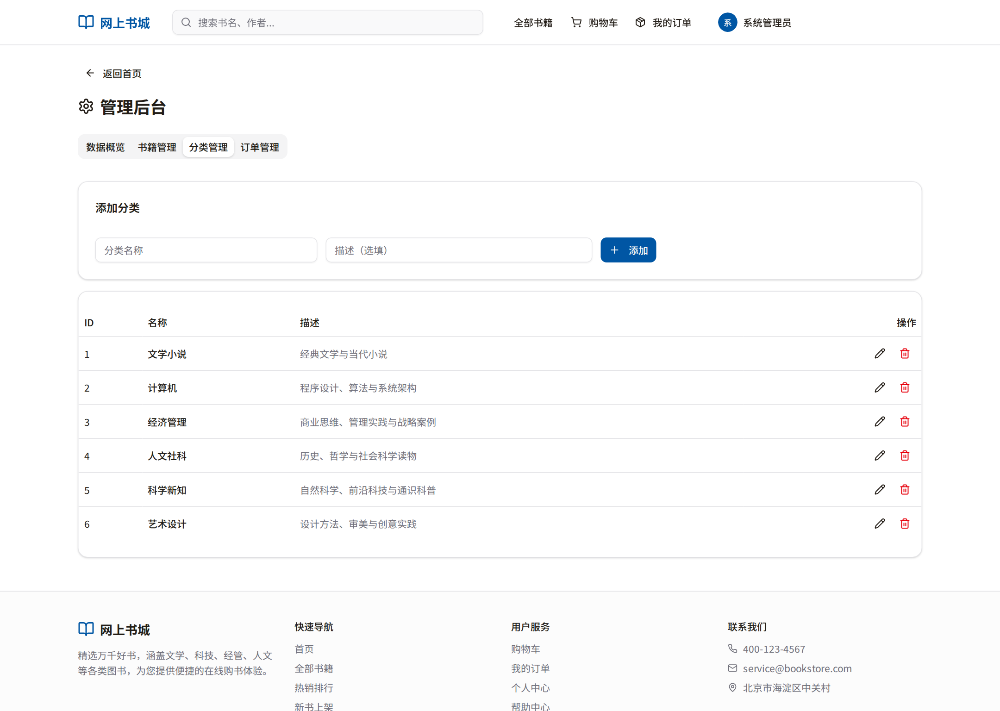 网上书城
搜索书名、作者...
全部书籍
购物车
我的订单
系
系统管理员
返回首页
管理后台
数据概览
书籍管理
分类管理
订单管理
添加分类
分类名称
描述（选填）
添加
ID 名称 描述 操作
1 文学小说 经典文学与当代小说
2 计算机 程序设计、算法与系统架构
3 经济管理 商业思维、管理实践与战略案例
4 人文社科 历史、哲学与社会科学读物
5 科学新知 自然科学、前沿科技与通识科普
6 艺术设计 设计方法、审美与创意实践
网上书城
精选万千好书，涵盖文学、科技、经管、人文
等各类图书，为您提供便捷的在线购书体验。
快速导航
首页
全部书籍
热销排行
新书上架
用户服务
购物车
我的订单
个人中心
帮助中心
联系我们
400-123-4567
service@bookstore.com
北京市海淀区中关村